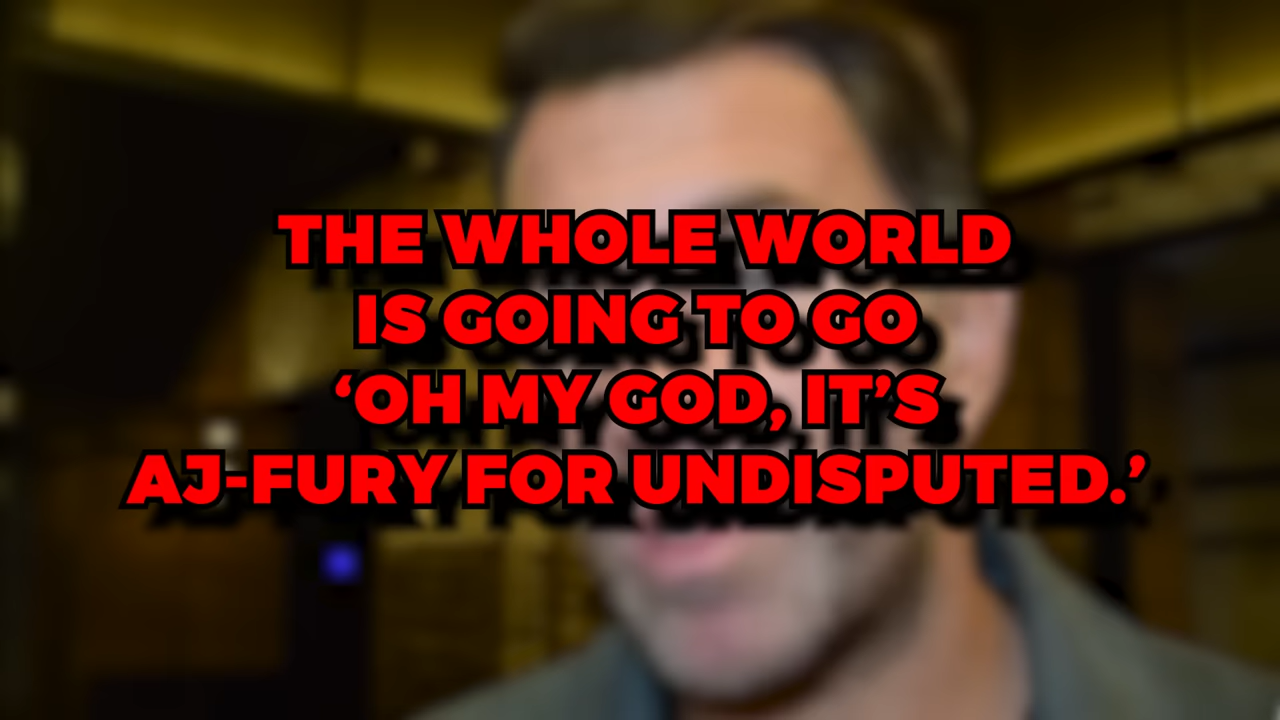 THE WHOLE WORLD
IS GOING TO GO
‘OH MY GOD, IT’S
AJ-FURY FOR UNDISPUTED.’